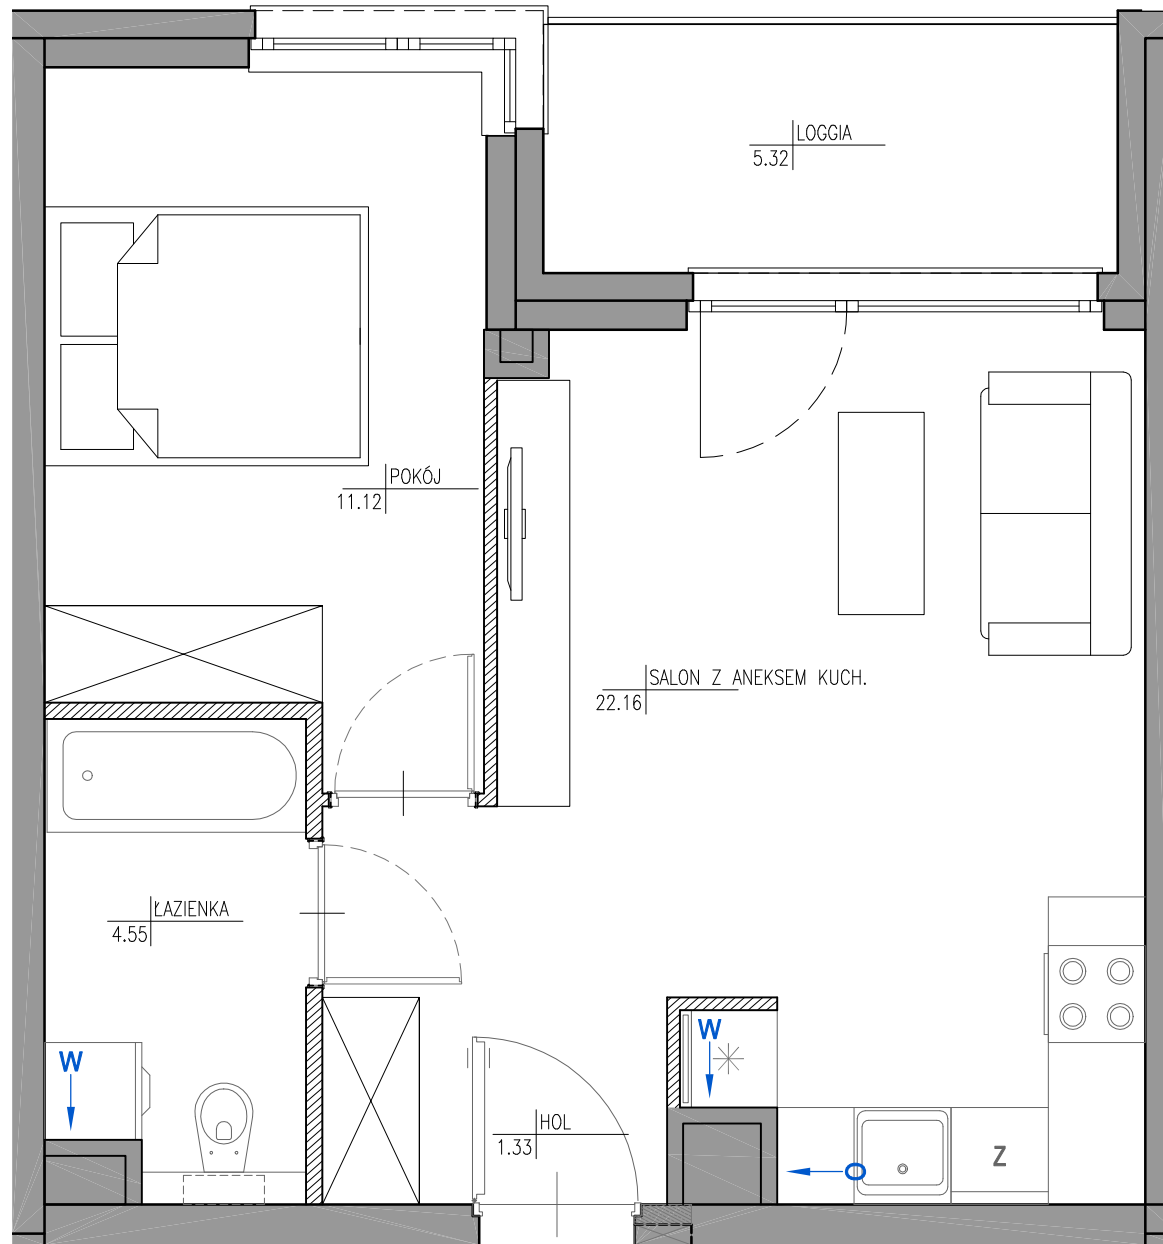 LOGGIA
5.32
POKÓJ
11.12
SALON Z ANEKSEM KUCH.
22.16
ŁAZIENKA
4.55
W
W
HOL
1.33
O
Z